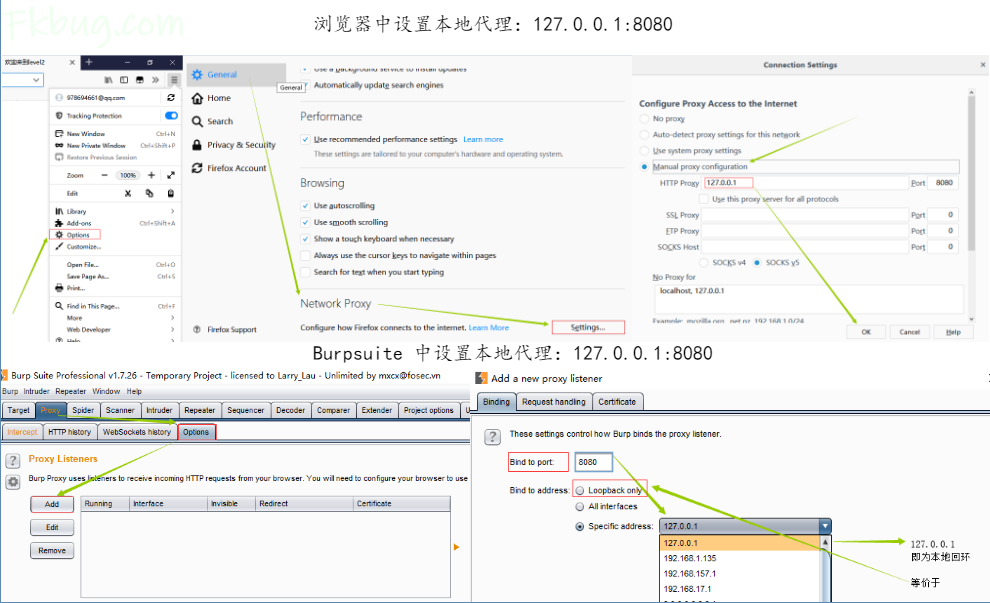 Fkbug.com
浏览器中设置本地代理: 127.0.0.1:8080
欢迎来到level2
978694661@qq.com
Tracking Protection
New Window Ctrl+N
New Private Window Ctrl+Shift+P
Restore Previous Session
Zoom − 100% +
Edit
Library
Add-ons Ctrl+Shift+A
Options
Customize...
Open File... Ctrl+O
Save Page As... Ctrl+S
Print...
Find in This Page... Ctrl+F
More
Web Developer
Help
General
General
Home
Search
Privacy & Security
Firefox Account
Firefox Support
Use a background service to install updates
Automatically update search engines
Performance
Use recommended performance settings Learn more
These settings are tailored to your computer's hardware and operating system.
Browsing
Use autoscrolling
Use smooth scrolling
Show a touch keyboard when necessary
Always use the cursor keys to navigate within pages
Search for text when you start typing
Network Proxy
Configure how Firefox connects to the internet. Learn More
Settings...
Connection Settings
Configure Proxy Access to the Internet
No proxy
Auto-detect proxy settings for this network
Use system proxy settings
Manual proxy configuration
HTTP Proxy 127.0.0.1 Port 8080
Use this proxy server for all protocols
SSL Proxy Port 0
FTP Proxy Port 0
SOCKS Host Port 0
SOCKS v4 SOCKS v5
No Proxy for
localhost, 127.0.0.1
Example: .mozilla.org, .net.nz, 192.168.1.0/24
OK Cancel Help
Burpsuite 中设置本地代理: 127.0.0.1:8080
Burp Suite Professional v1.7.26 - Temporary Project - licensed to Larry_Lau - Unlimited by mxcx@fosec.vn
Burp Intruder Repeater Window Help
Target Proxy Spider Scanner Intruder Repeater Sequencer Decoder Comparer Extender Project options U
Intercept HTTP history WebSockets history Options
Proxy Listeners
Burp Proxy uses listeners to receive incoming HTTP requests from your browser. You will need to configure your browser to use
Add Running Interface Invisible Redirect Certificate
Edit
Remove
Add a new proxy listener
Binding Request handling Certificate
These settings control how Burp binds the proxy listener.
Bind to port: 8080
Bind to address: Loopback only
All interfaces
Specific address: 127.0.0.1
127.0.0.1
192.168.1.135
192.168.157.1
192.168.17.1
127.0.0.1
即为本地回环
等价于